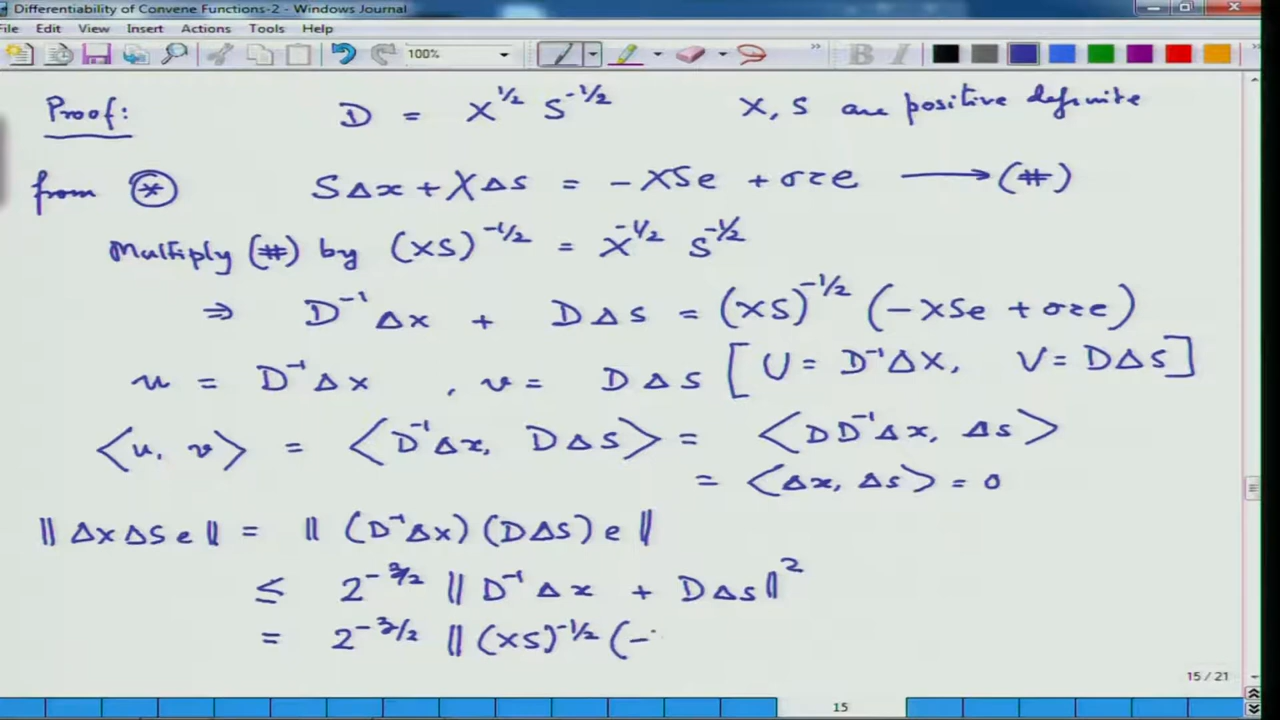 Differentiability of Convene Functions-2 - Windows Journal
File Edit View Insert Actions Tools Help
100%
Proof: D = X^{1/2} S^{-1/2} X, S are positive definite
from (*) SΔx + XΔs = -XSe + στe ⟶ (#)
Multiply (#) by (XS)^{-1/2} = X^{-1/2} S^{-1/2}
⇒ D^{-1}Δx + DΔs = (XS)^{-1/2} (-XSe + στe)
u = D^{-1}Δx , v = DΔs [U = D^{-1}ΔX, V = DΔS]
⟨u, v⟩ = ⟨D^{-1}Δx, DΔs⟩ = ⟨DD^{-1}Δx, Δs⟩
= ⟨Δx, Δs⟩ = 0
‖ΔXΔSe‖ = ‖(D^{-1}ΔX)(DΔS)e‖
≤ 2^{-3/2} ‖D^{-1}Δx + DΔs‖^2
= 2^{-3/2} ‖(XS)^{-1/2} (-
15 / 21
15